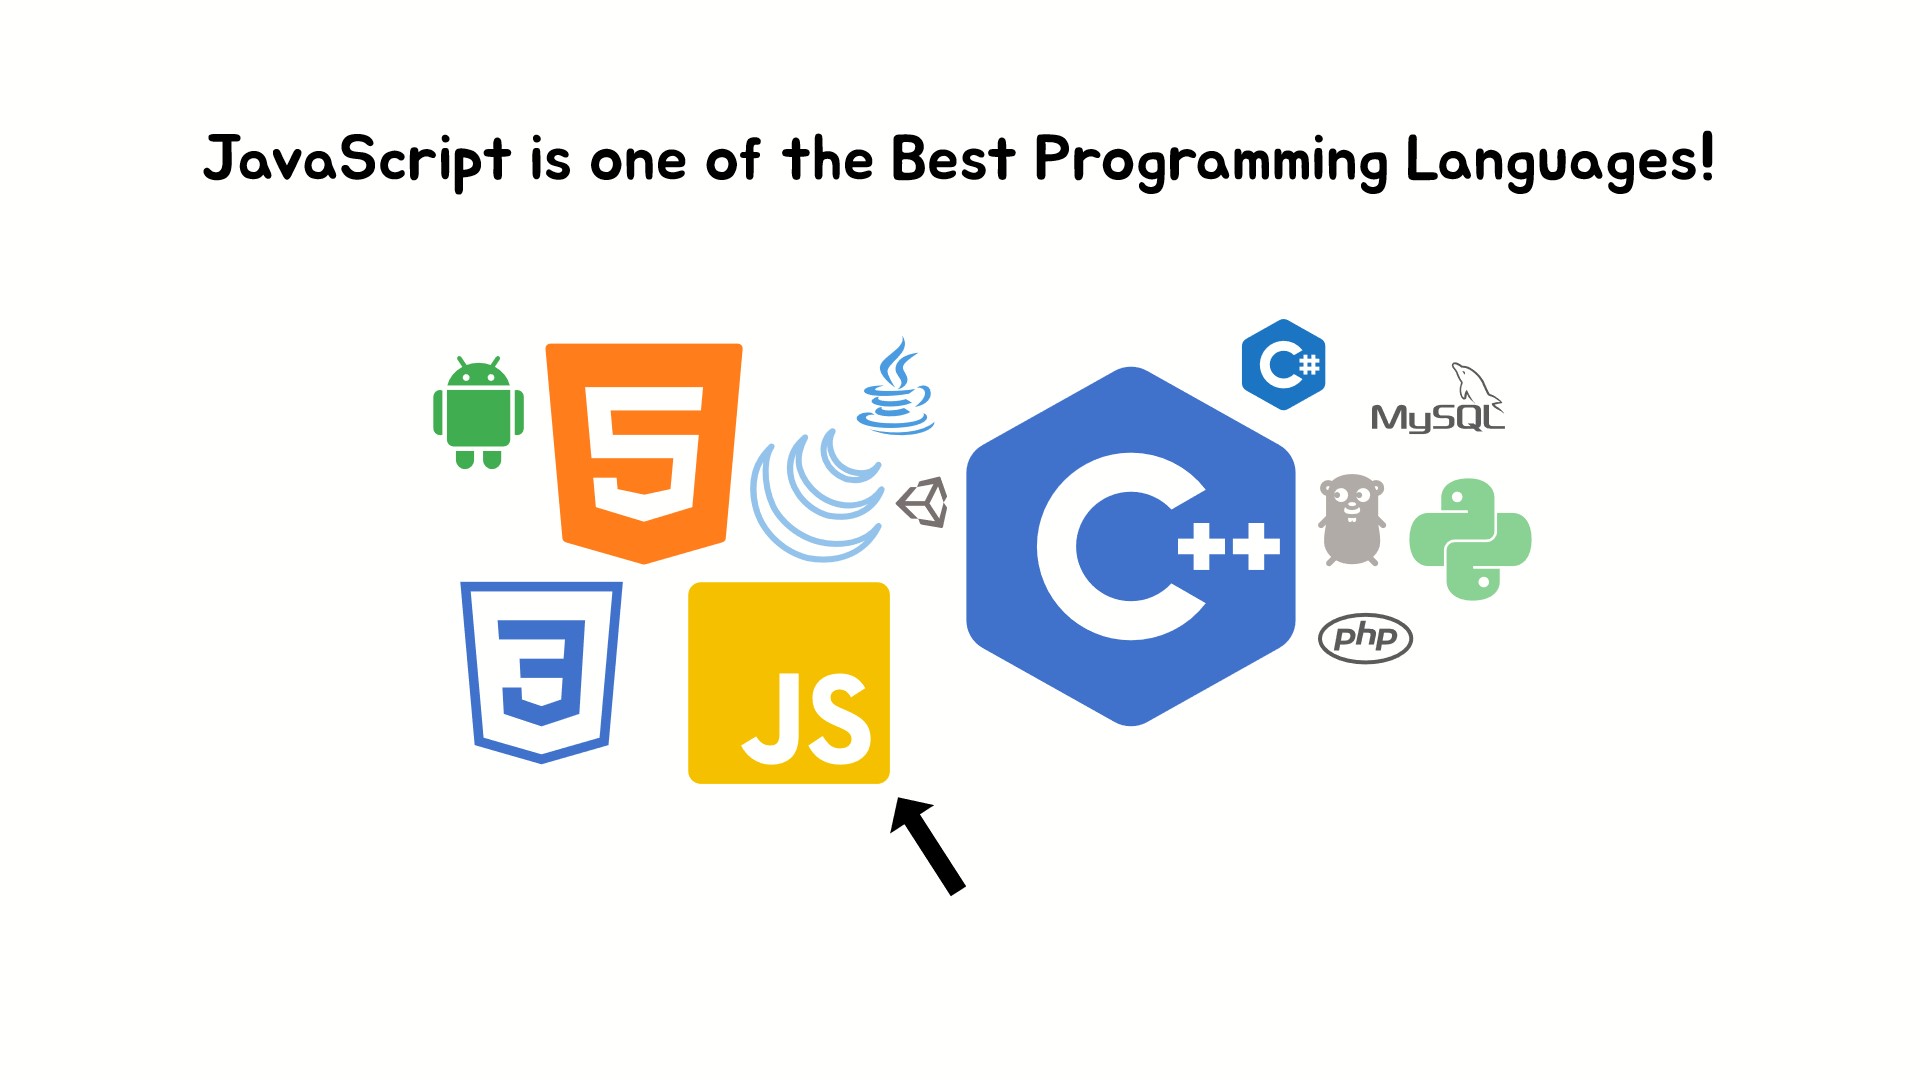 JavaScript is one of the Best Programming Languages!
5
C#
MySQL
C++
php
3
JS